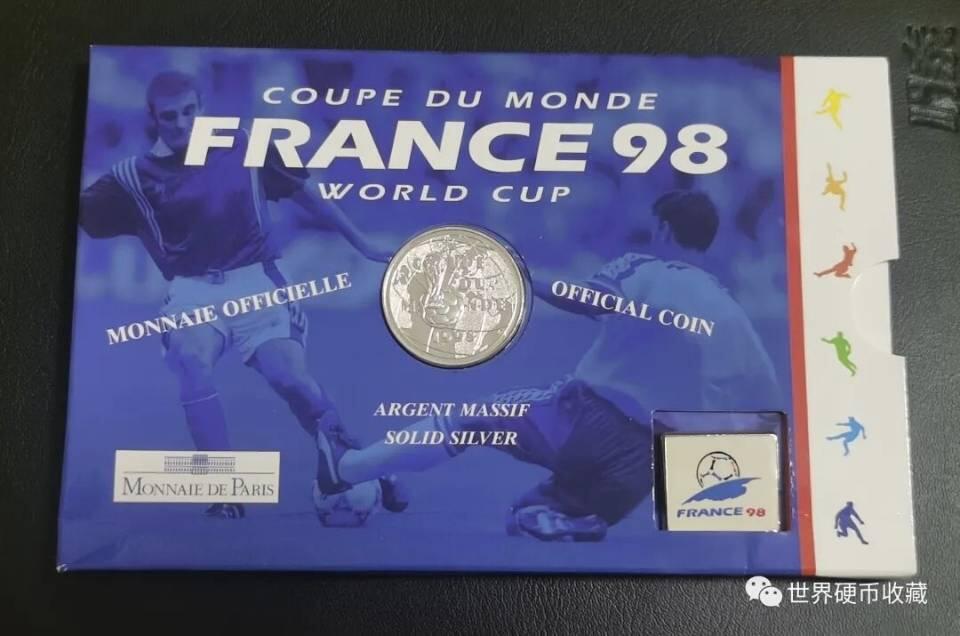 COUPE DU MONDE
FRANCE 98
WORLD CUP
MONNAIE OFFICIELLE
OFFICIAL COIN
1998
ARGENT MASSIF
SOLID SILVER
MONNAIE DE PARIS
FRANCE 98
世界硬币收藏